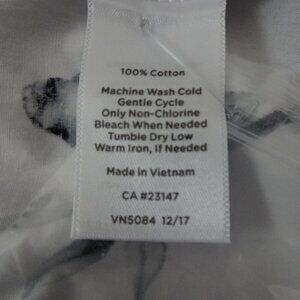 100% Cotton
Machine Wash Cold
Gentle Cycle
Only Non-Chlorine
Bleach When Needed
Tumble Dry Low
Warm Iron, If Needed
Made in Vietnam
CA #23147
VN5084 12/17